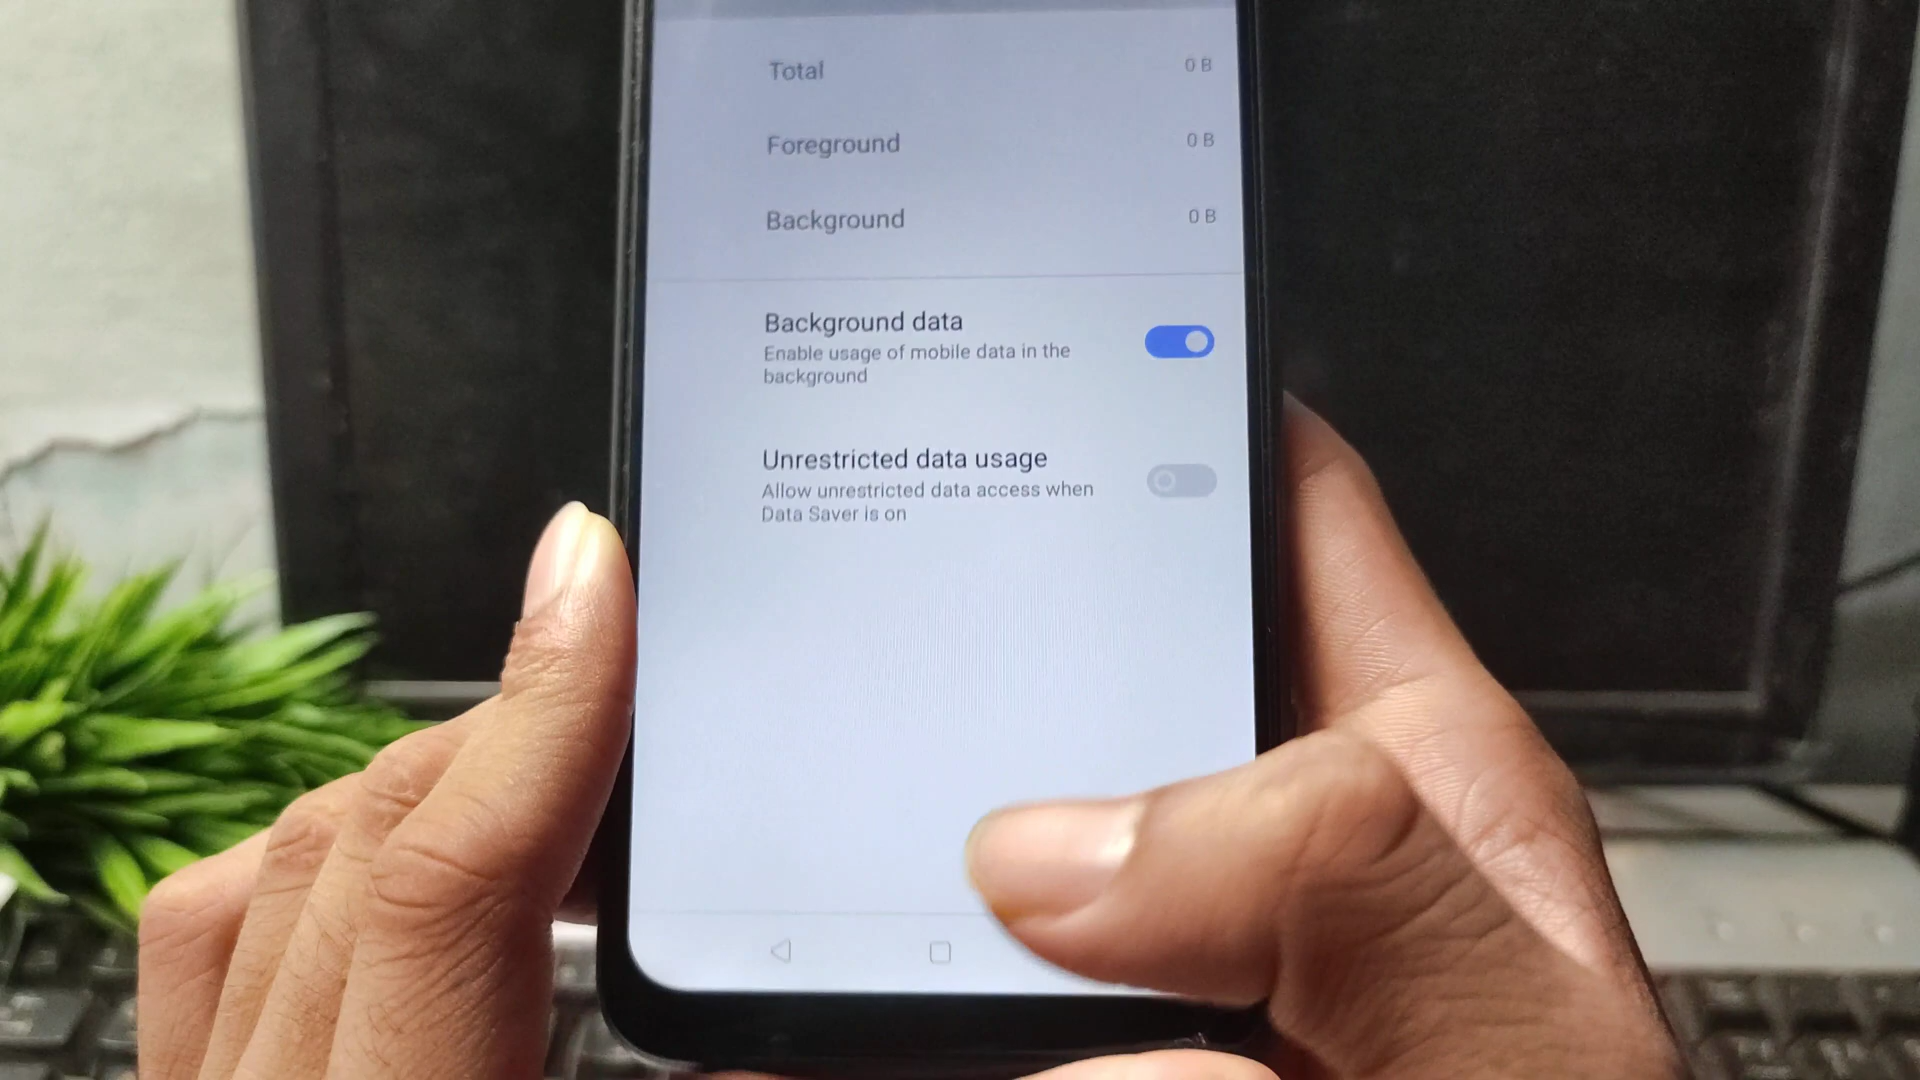 Total 0 B
Foreground 0 B
Background 0 B
Background data
Enable usage of mobile data in the
background
Unrestricted data usage
Allow unrestricted data access when
Data Saver is on